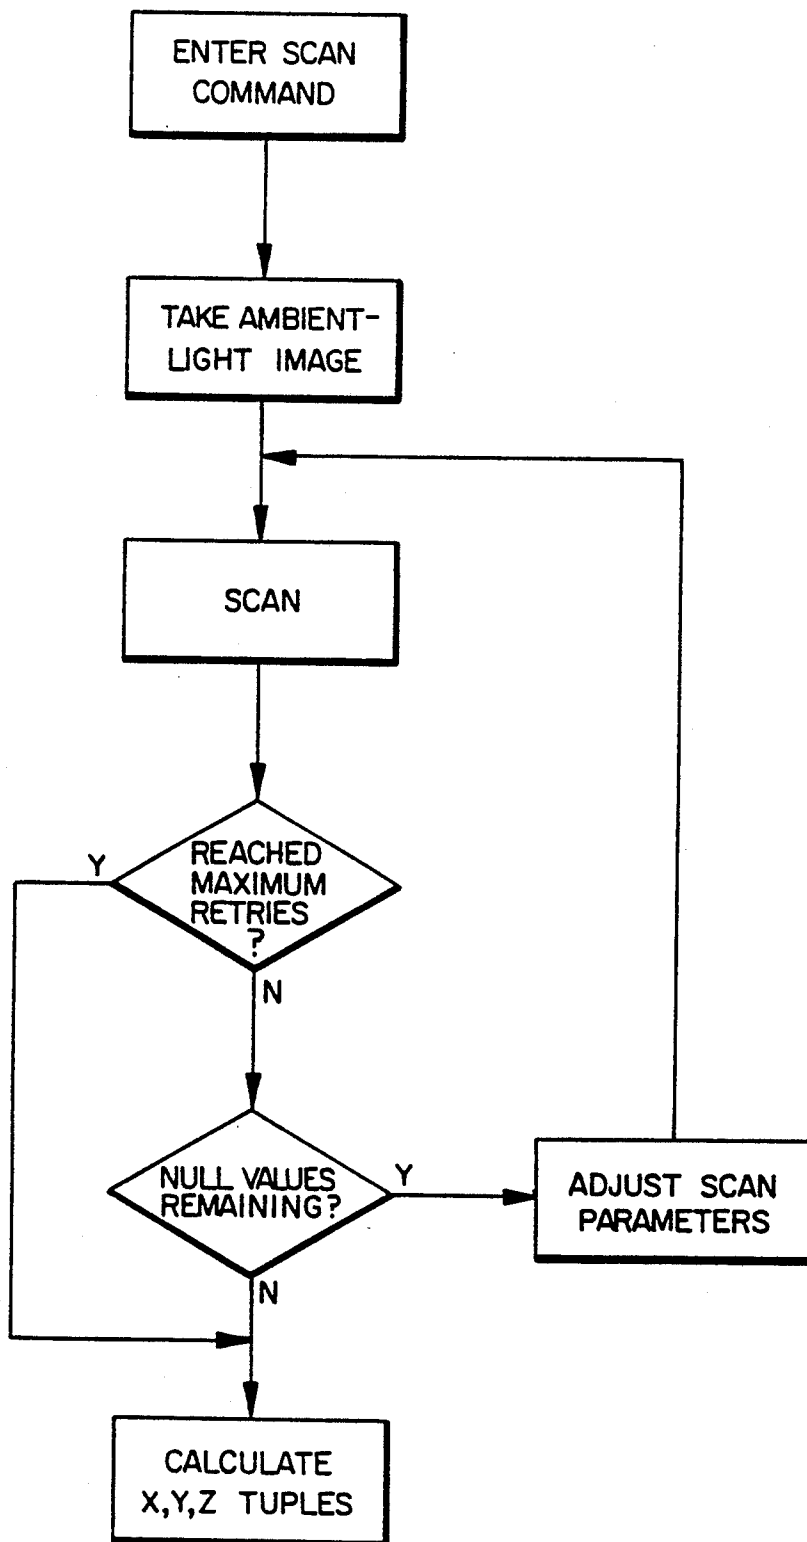 ENTER SCAN
COMMAND
TAKE AMBIENT-
LIGHT IMAGE
SCAN
Y
REACHED
MAXIMUM
RETRIES
?
N
NULL VALUES
REMAINING?
Y
ADJUST SCAN
PARAMETERS
N
CALCULATE
X,Y,Z TUPLES